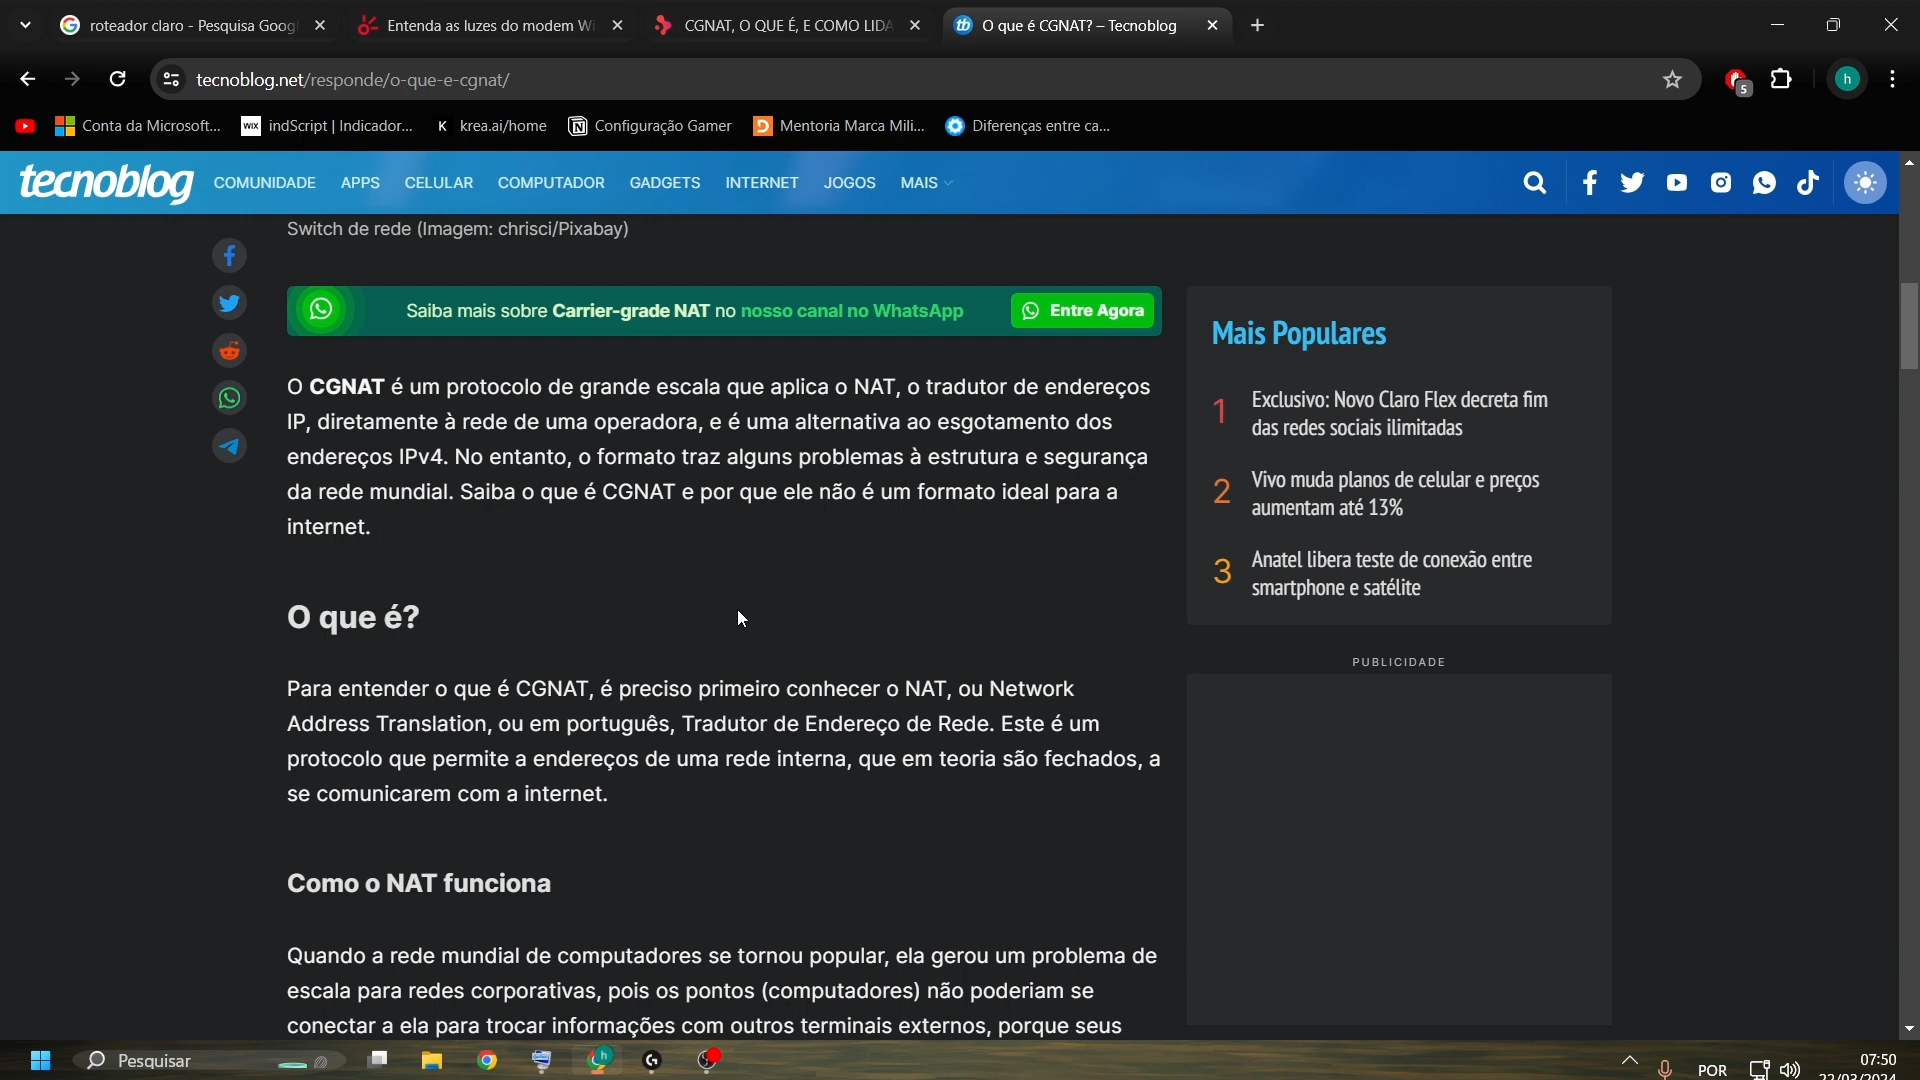 roteador claro - Pesquisa Goog
Entenda as luzes do modem Wi
CGNAT, O QUE É, E COMO LIDA
O que é CGNAT? – Tecnoblog
tecnoblog.net/responde/o-que-e-cgnat/
5
h
Conta da Microsoft...
WIX
indScript | Indicador...
K
krea.ai/home
Configuração Gamer
Mentoria Marca Mili...
Diferenças entre ca...
tecnoblog
COMUNIDADE
APPS
CELULAR
COMPUTADOR
GADGETS
INTERNET
JOGOS
MAIS
Switch de rede (Imagem: chrisci/Pixabay)
Saiba mais sobre Carrier-grade NAT no nosso canal no WhatsApp
Entre Agora
O CGNAT é um protocolo de grande escala que aplica o NAT, o tradutor de endereços
IP, diretamente à rede de uma operadora, e é uma alternativa ao esgotamento dos
endereços IPv4. No entanto, o formato traz alguns problemas à estrutura e segurança
da rede mundial. Saiba o que é CGNAT e por que ele não é um formato ideal para a
internet.
O que é?
Para entender o que é CGNAT, é preciso primeiro conhecer o NAT, ou Network
Address Translation, ou em português, Tradutor de Endereço de Rede. Este é um
protocolo que permite a endereços de uma rede interna, que em teoria são fechados, a
se comunicarem com a internet.
Como o NAT funciona
Quando a rede mundial de computadores se tornou popular, ela gerou um problema de
escala para redes corporativas, pois os pontos (computadores) não poderiam se
conectar a ela para trocar informações com outros terminais externos, porque seus
Mais Populares
1
Exclusivo: Novo Claro Flex decreta fim
das redes sociais ilimitadas
2
Vivo muda planos de celular e preços
aumentam até 13%
3
Anatel libera teste de conexão entre
smartphone e satélite
PUBLICIDADE
Pesquisar
h
POR
07:50
22/03/2024